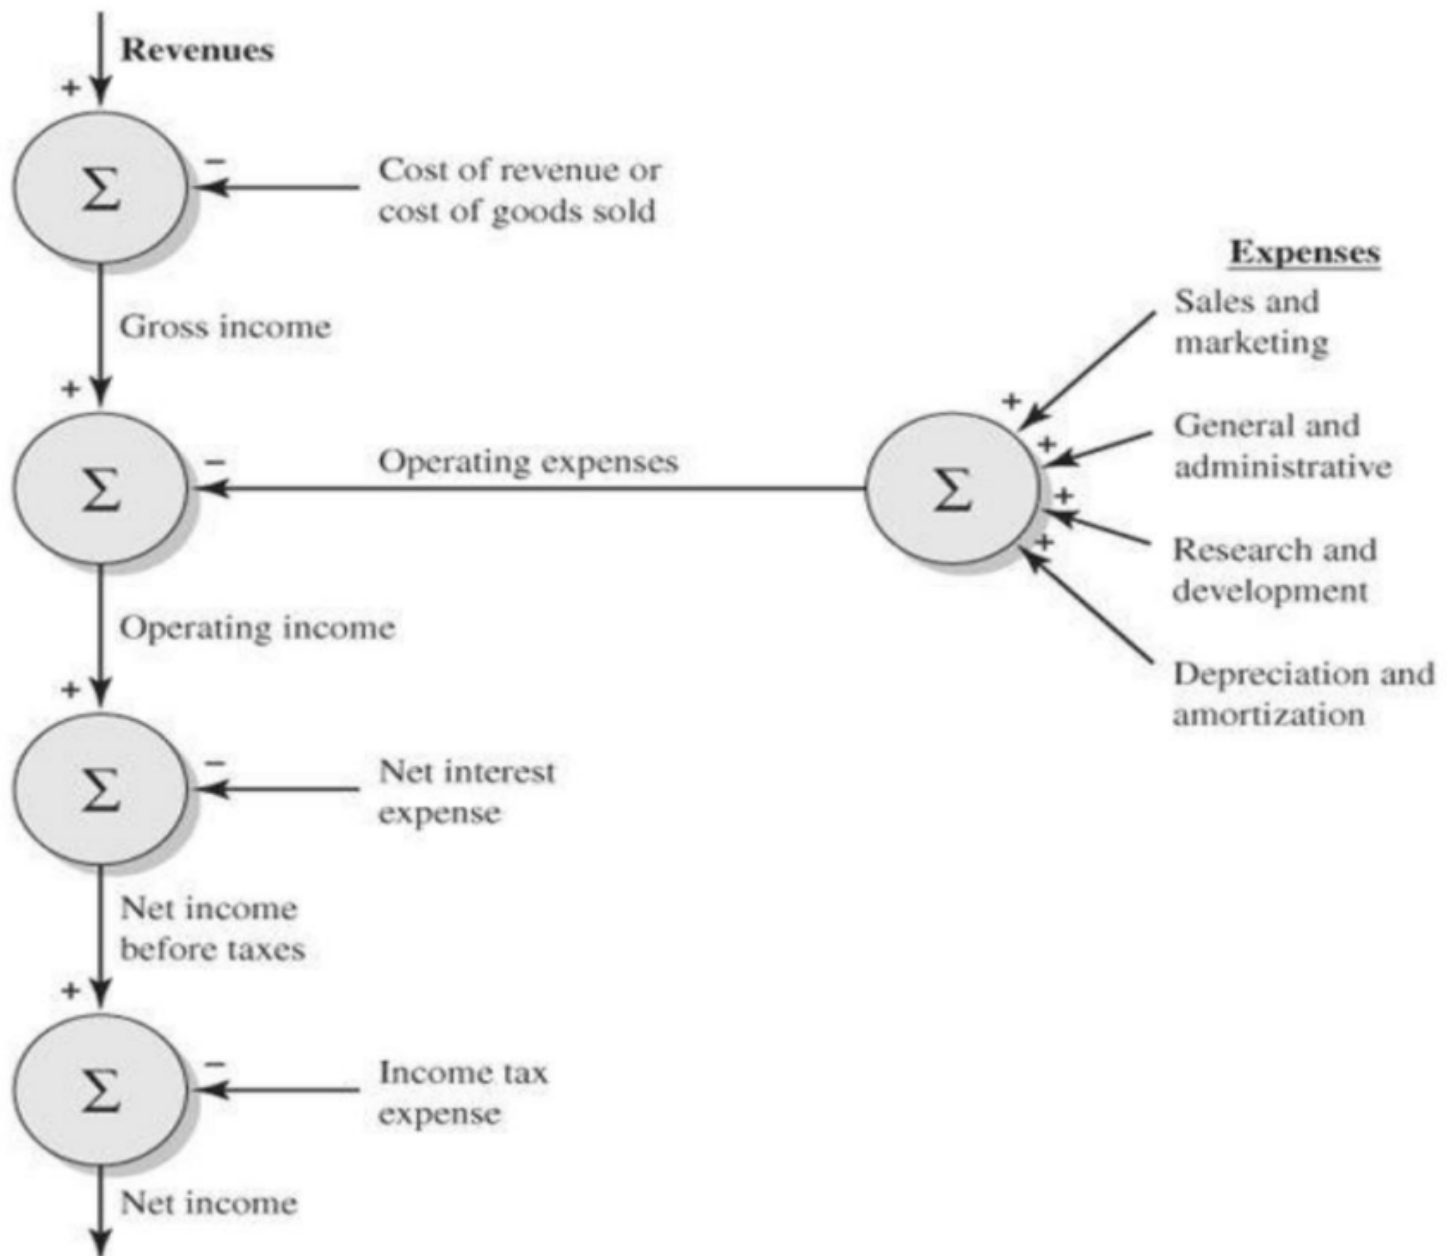 Revenues
+
Σ
−
Cost of revenue or
cost of goods sold
Gross income
+
Σ
−
Operating expenses
Σ
+
+
+
+
Expenses
Sales and
marketing
General and
administrative
Research and
development
Depreciation and
amortization
Operating income
+
Σ
−
Net interest
expense
Net income
before taxes
+
Σ
−
Income tax
expense
Net income